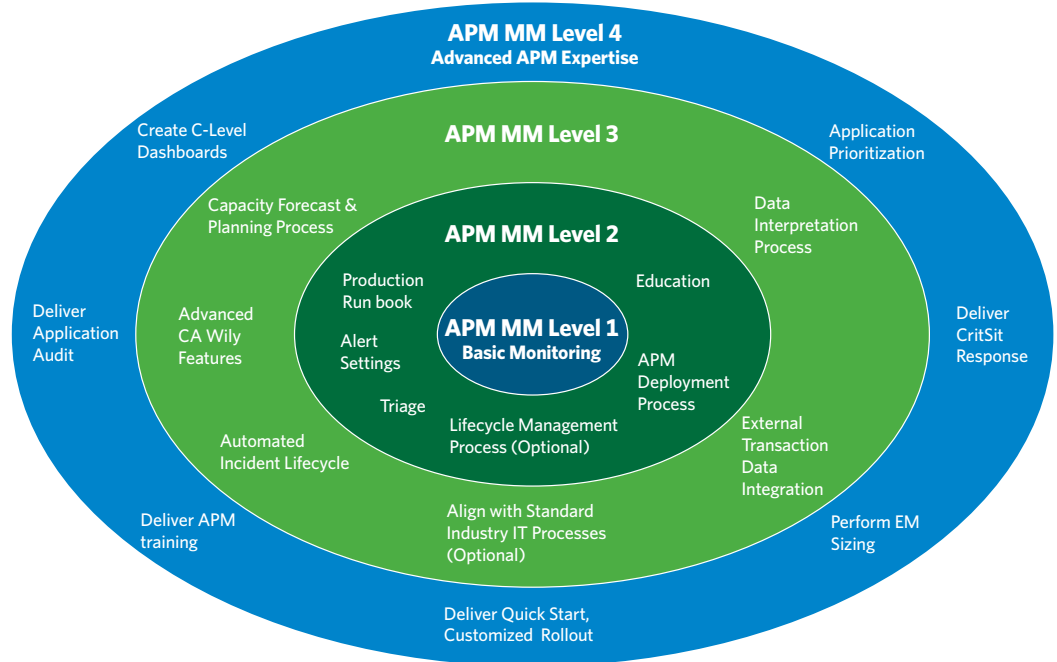 APM MM Level 4
Advanced APM Expertise
Create C-Level
Dashboards
Application
Prioritization
APM MM Level 3
Capacity Forecast &
Planning Process
Data
Interpretation
Process
APM MM Level 2
Production
Run book
Education
Deliver
Application
Audit
Advanced
CA Wily
Features
Alert
Settings
APM MM Level 1
Basic Monitoring
APM
Deployment
Process
Deliver
CritSit
Response
Triage
Lifecycle Management
Process (Optional)
Automated
Incident Lifecycle
External
Transaction
Data
Integration
Deliver APM
training
Align with Standard
Industry IT Processes
(Optional)
Perform EM
Sizing
Deliver Quick Start,
Customized Rollout